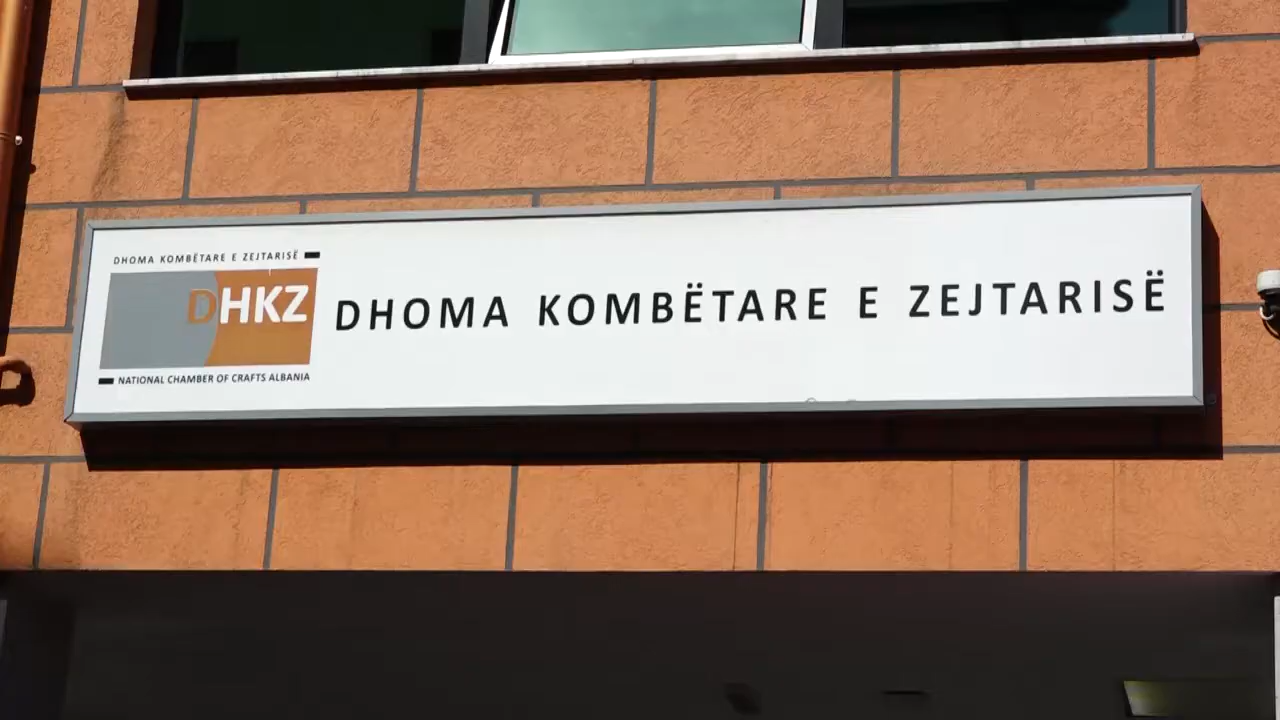 DHOMA KOMBËTARE E ZEJTARISË
DHKZ
NATIONAL CHAMBER OF CRAFTS ALBANIA
DHOMA KOMBËTARE E ZEJTARISË